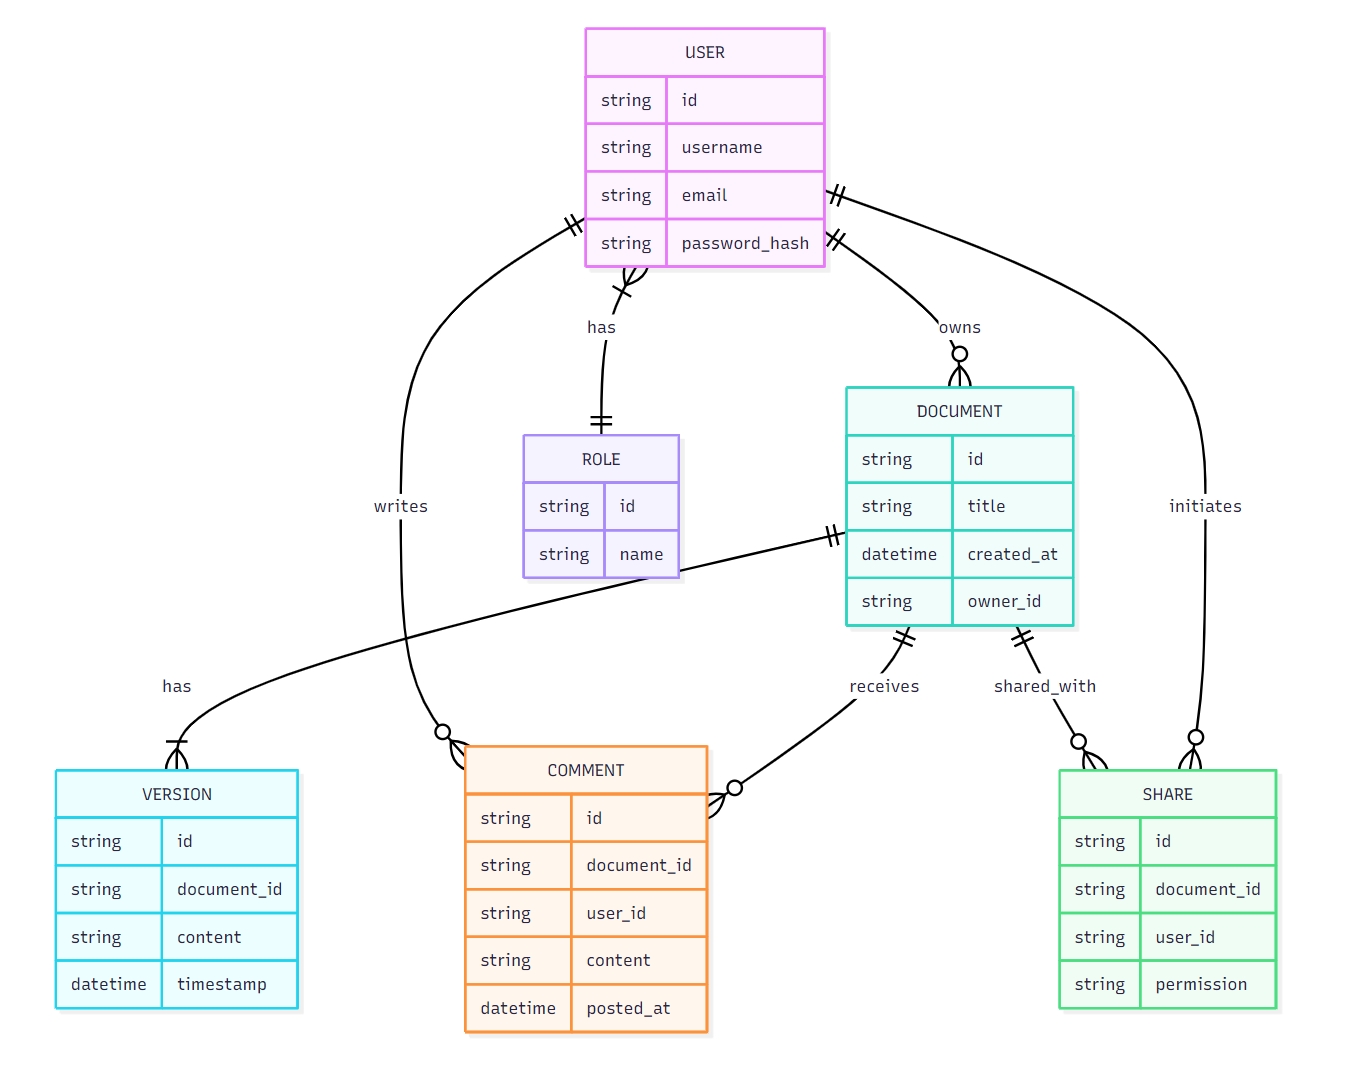 USER
string id
string username
string email
string password_hash
has
owns
DOCUMENT
string id
string title
datetime created_at
string owner_id
ROLE
string id
string name
writes
initiates
has
receives
shared_with
VERSION
string id
string document_id
string content
datetime timestamp
COMMENT
string id
string document_id
string user_id
string content
datetime posted_at
SHARE
string id
string document_id
string user_id
string permission